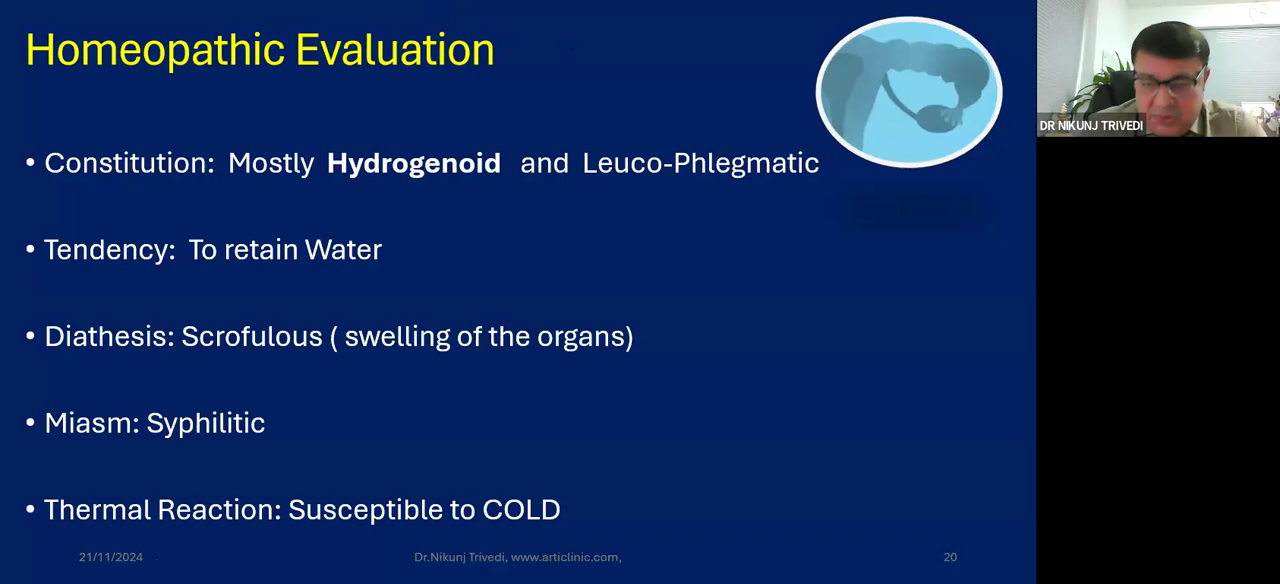 Homeopathic Evaluation
• Constitution: Mostly Hydrogenoid and Leuco-Phlegmatic
• Tendency: To retain Water
• Diathesis: Scrofulous ( swelling of the organs)
• Miasm: Syphilitic
• Thermal Reaction: Susceptible to COLD
21/11/2024
Dr.Nikunj Trivedi, www.articlinic.com,
20
DR NIKUNJ TRIVEDI